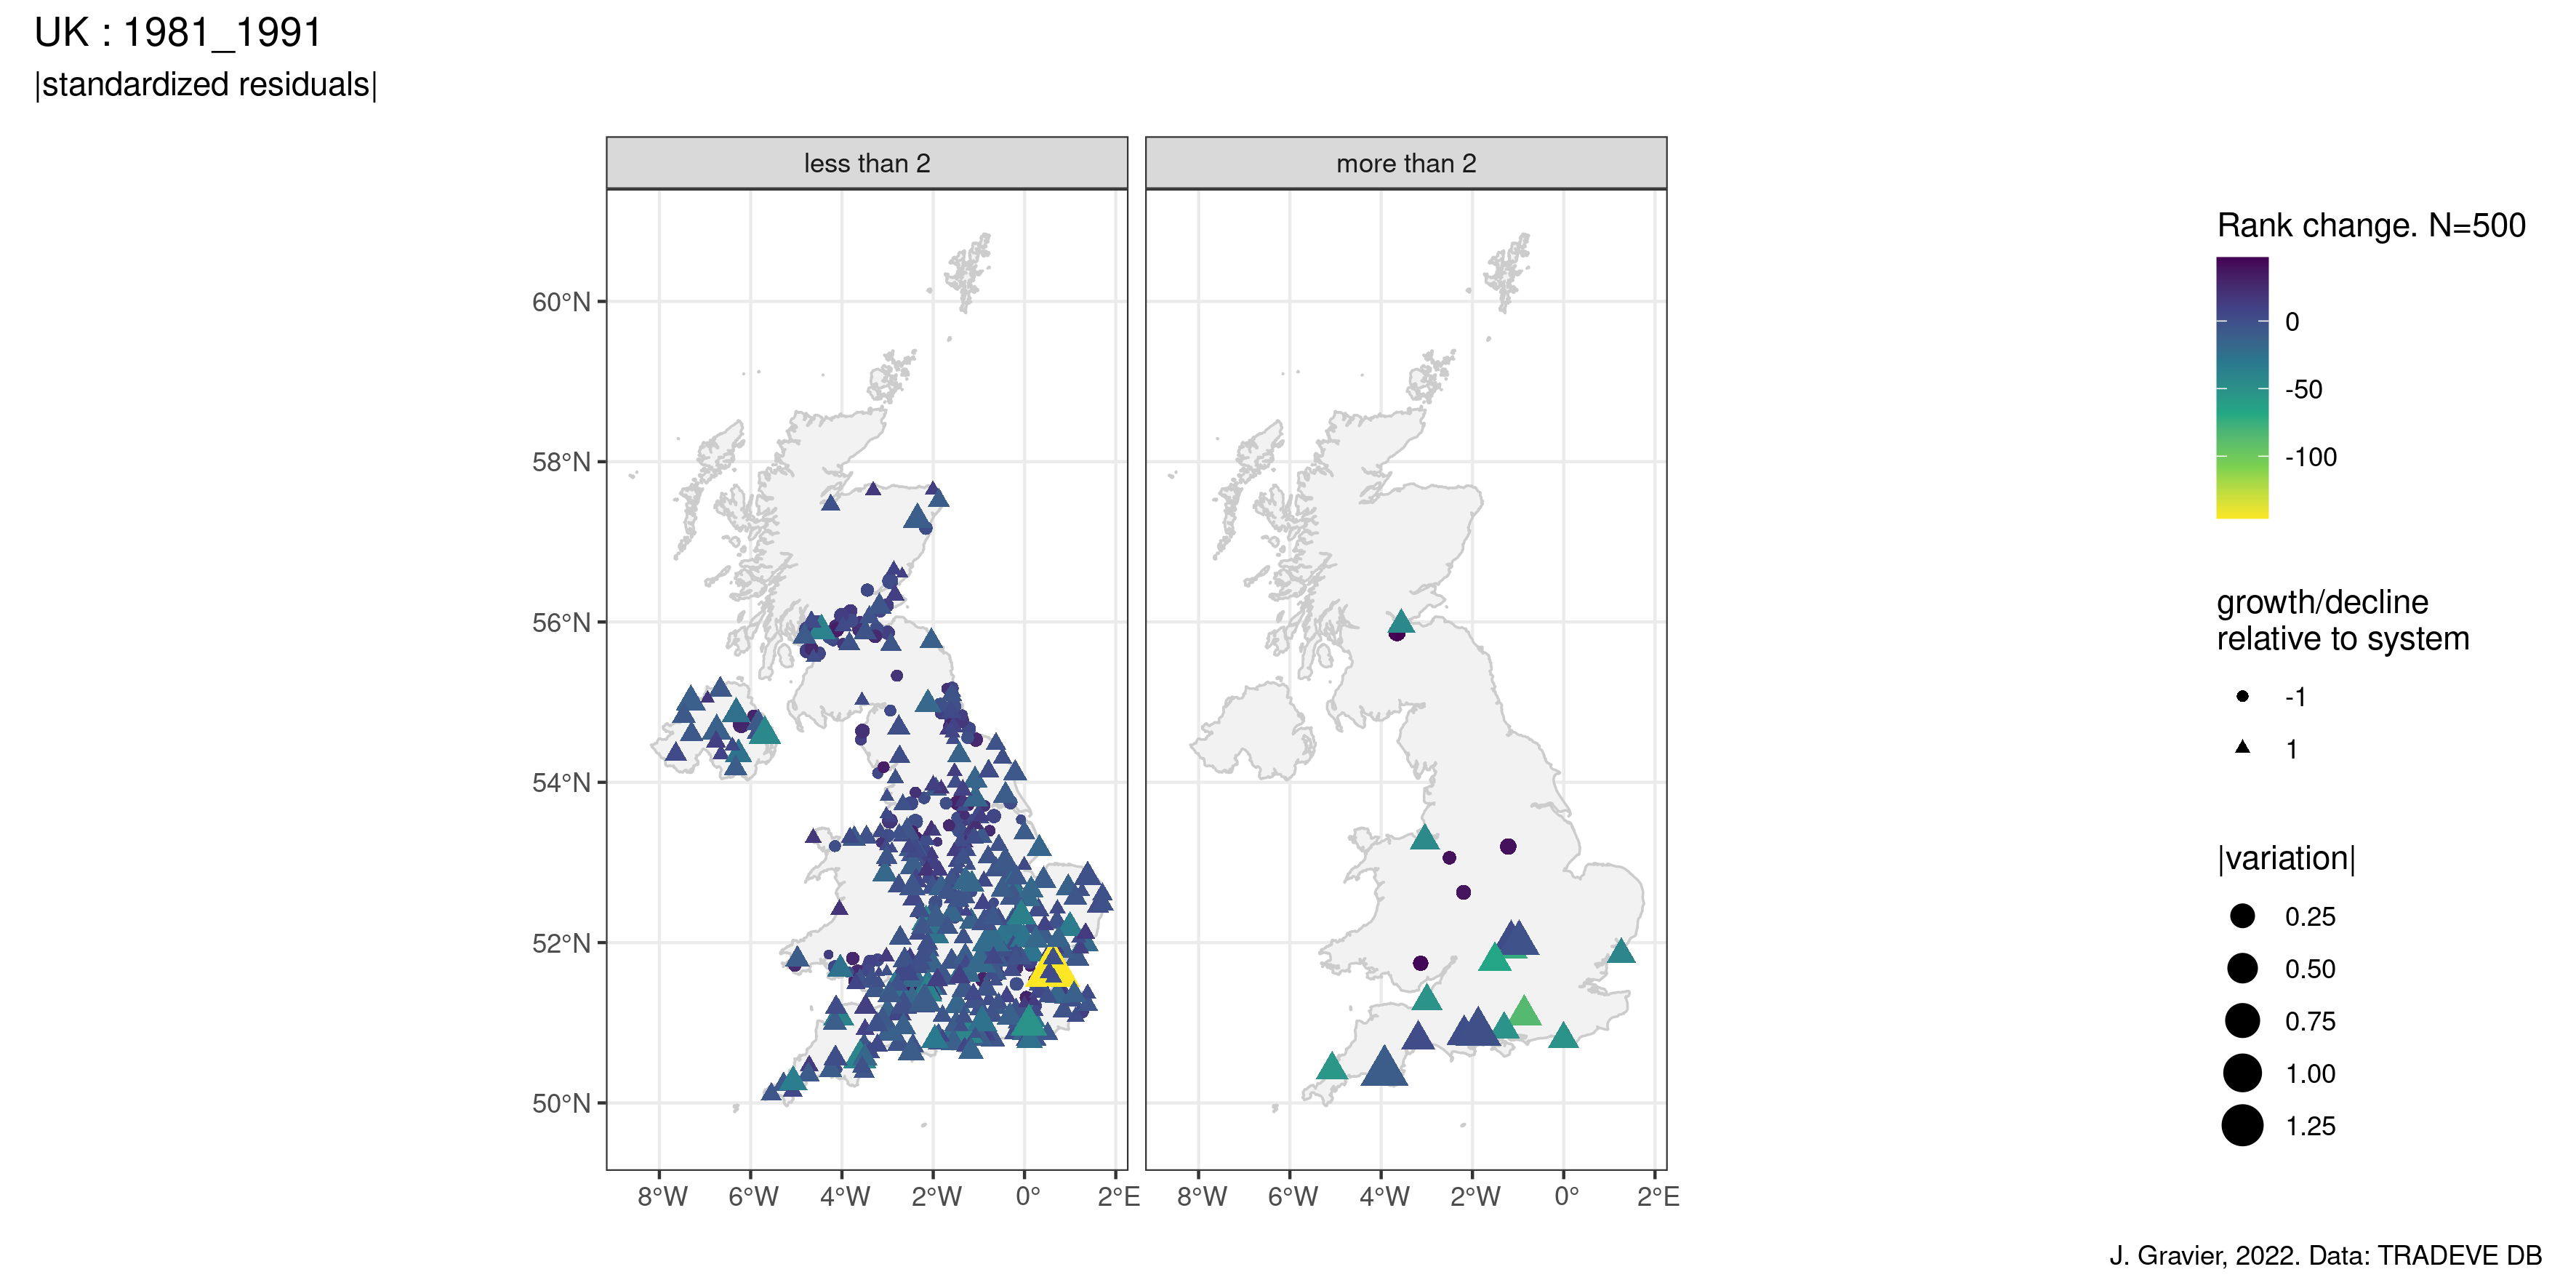 UK : 1981_1991
|standardized residuals|
less than 2
more than 2
60°N
58°N
56°N
54°N
52°N
50°N
8°W 6°W 4°W 2°W 0° 2°E
8°W 6°W 4°W 2°W 0° 2°E
Rank change. N=500
0
-50
-100
growth/decline
relative to system
-1
1
|variation|
0.25
0.50
0.75
1.00
1.25
J. Gravier, 2022. Data: TRADEVE DB